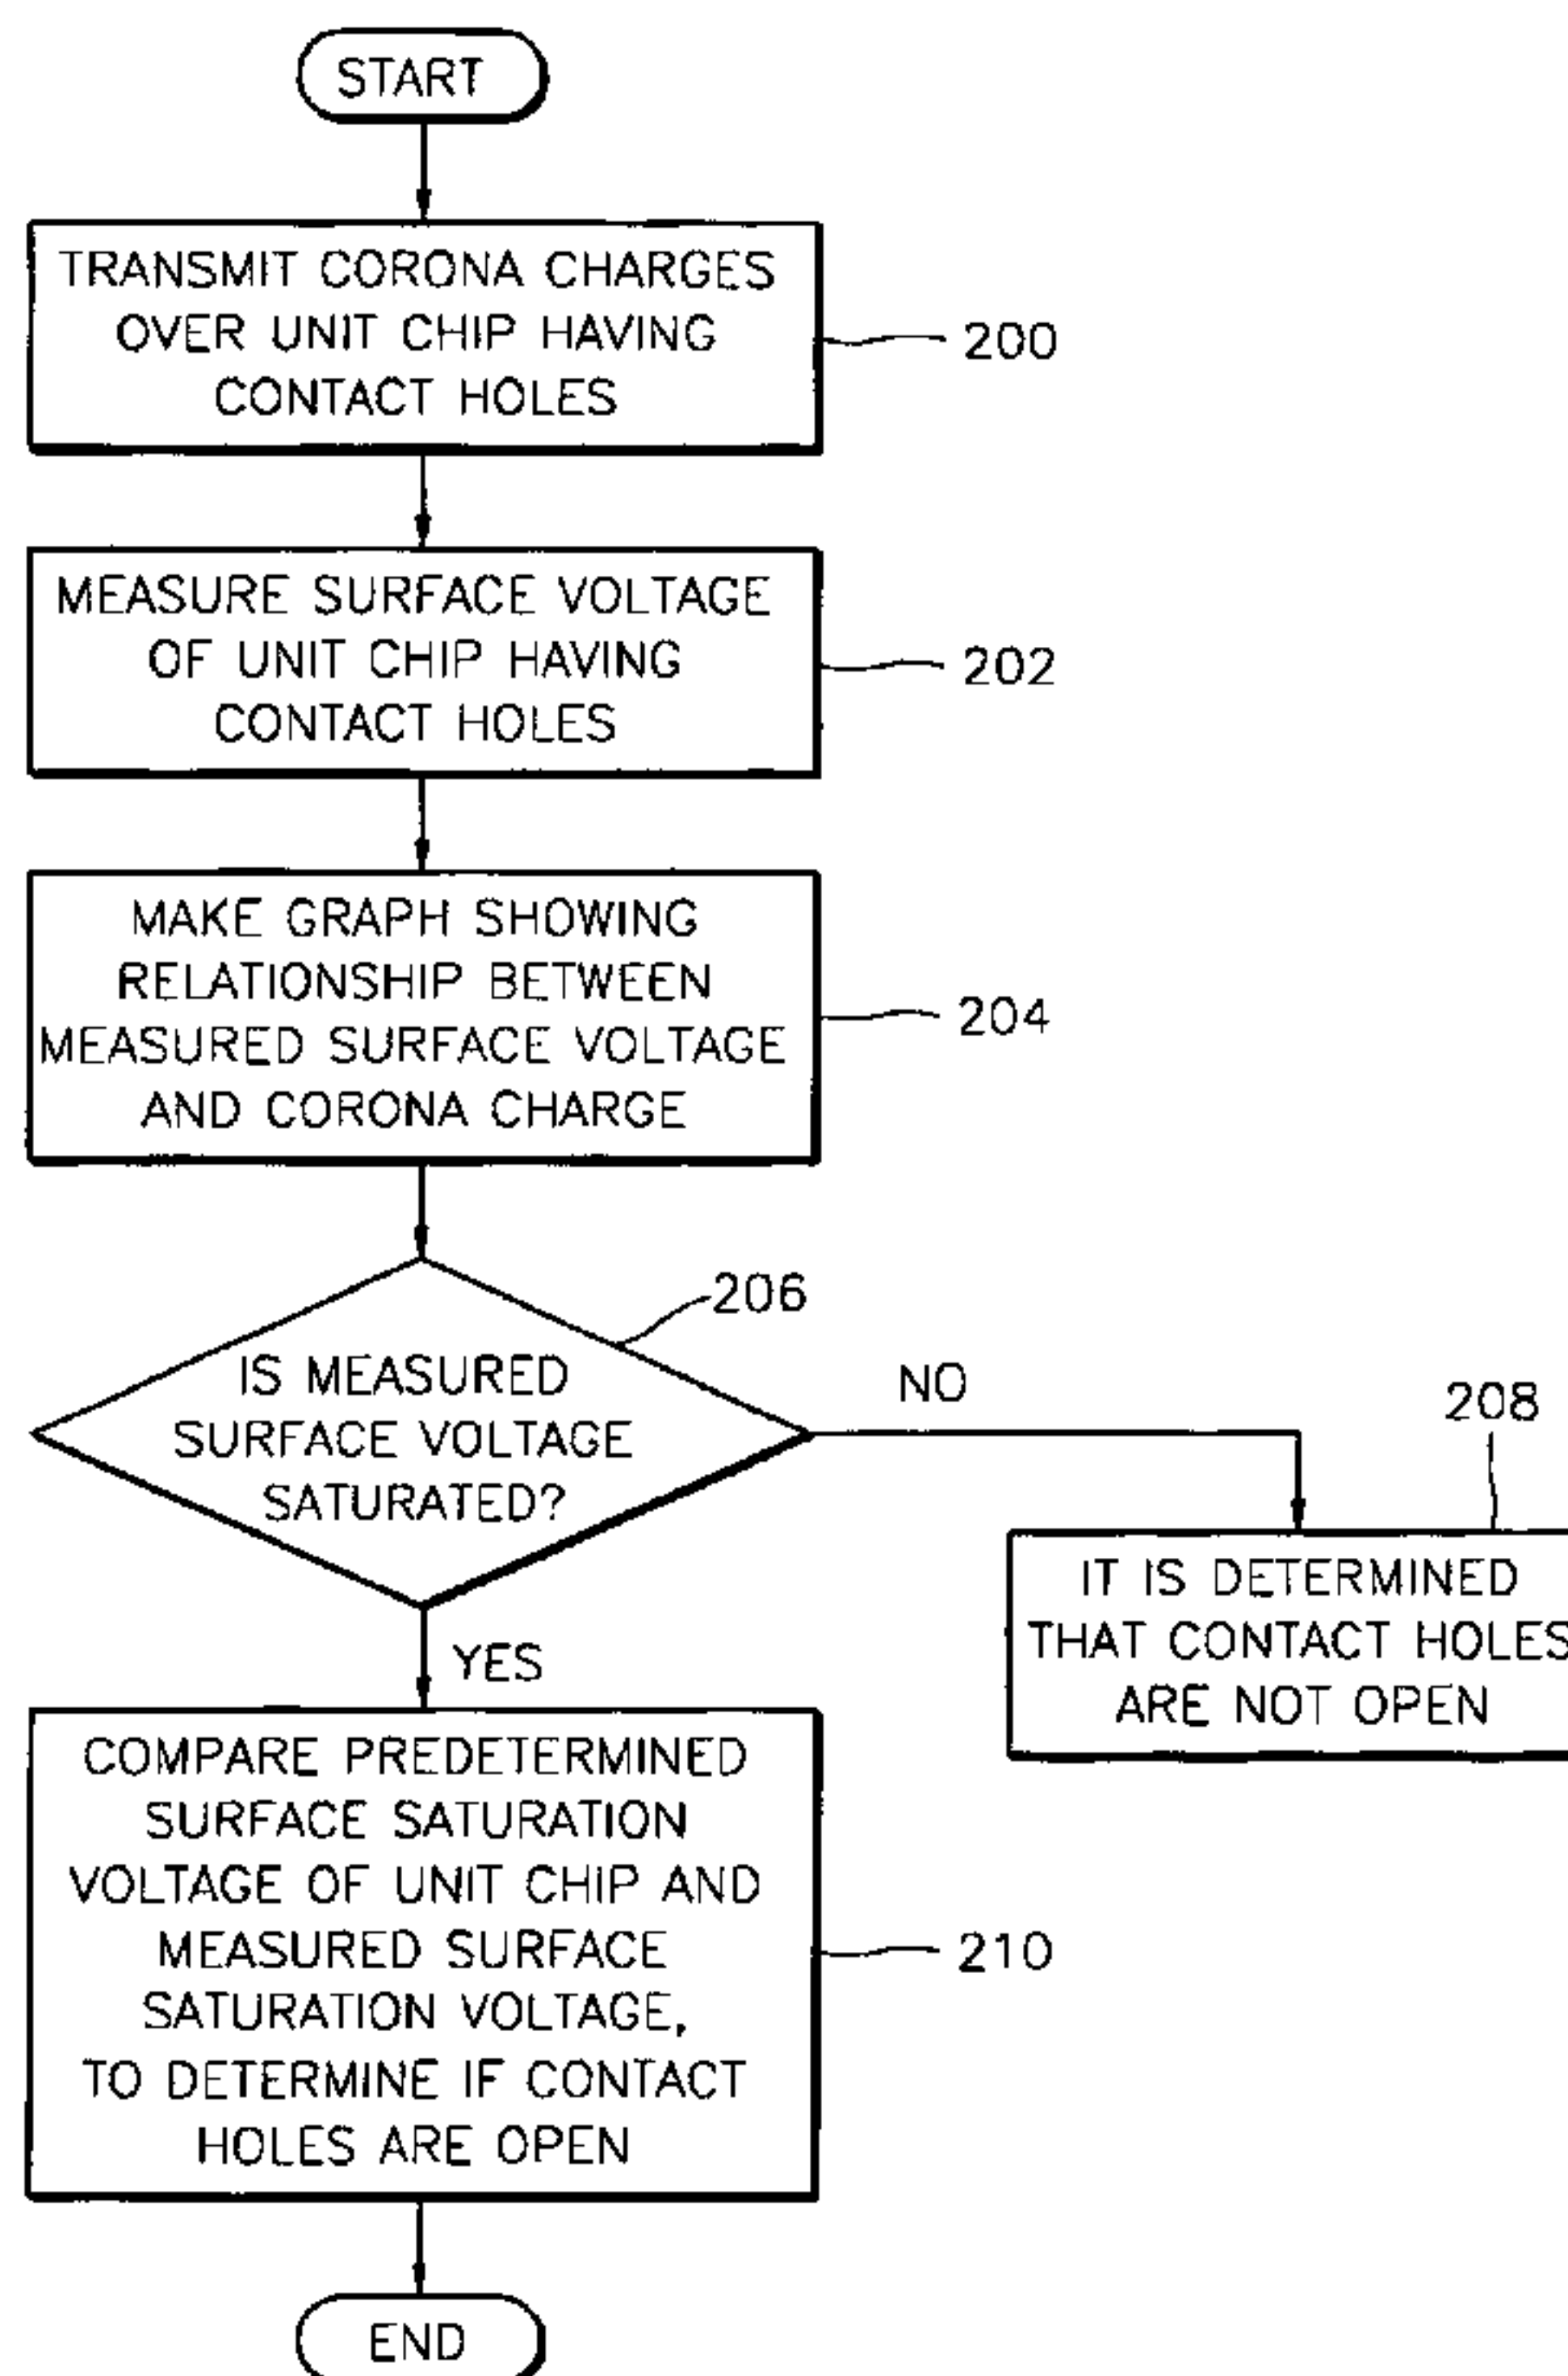 START
TRANSMIT CORONA CHARGES
OVER UNIT CHIP HAVING
CONTACT HOLES
200
MEASURE SURFACE VOLTAGE
OF UNIT CHIP HAVING
CONTACT HOLES
202
MAKE GRAPH SHOWING
RELATIONSHIP BETWEEN
MEASURED SURFACE VOLTAGE
AND CORONA CHARGE
204
206
IS MEASURED
SURFACE VOLTAGE
SATURATED?
NO
208
IT IS DETERMINED
THAT CONTACT HOLES
ARE NOT OPEN
YES
COMPARE PREDETERMINED
SURFACE SATURATION
VOLTAGE OF UNIT CHIP AND
MEASURED SURFACE
SATURATION VOLTAGE,
TO DETERMINE IF CONTACT
HOLES ARE OPEN
210
END